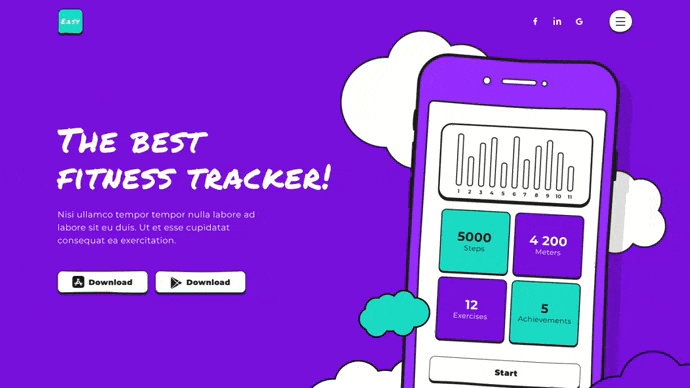 Easy
f in G
The best
fitness tracker!
Nisi ullamco tempor tempor nulla labore ad
labore sit eu duis. Ut et esse cupidatat
consequat ea exercitation.
Download Download
1 2 3 4 5 6 7 8 9 10 11
5000
Steps
4 200
Meters
12
Exercises
5
Achievements
Start